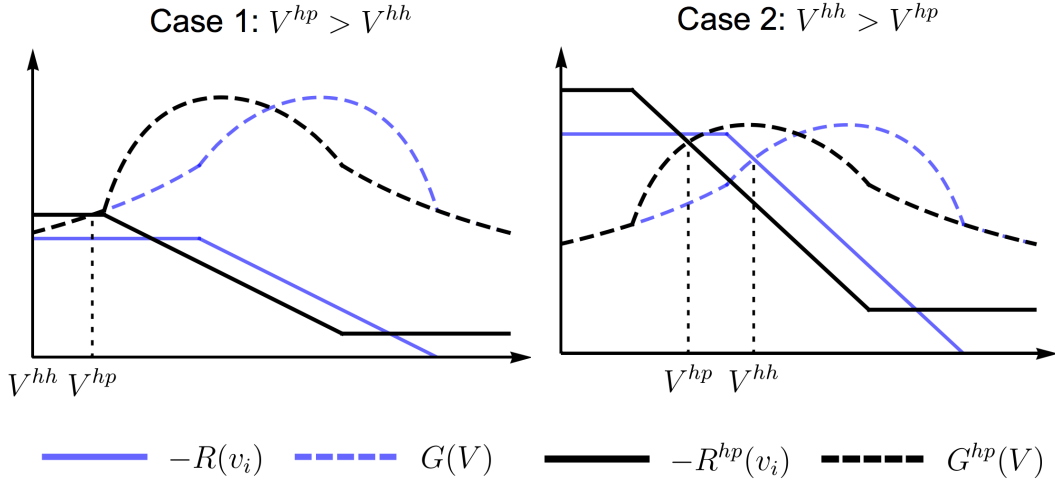 Case 1: $V^{hp} > V^{hh}$
Case 2: $V^{hh} > V^{hp}$
$V^{hh}$ $V^{hp}$
$V^{hp}$ $V^{hh}$
$-R(v_i)$ $G(V)$ $-R^{hp}(v_i)$ $G^{hp}(V)$